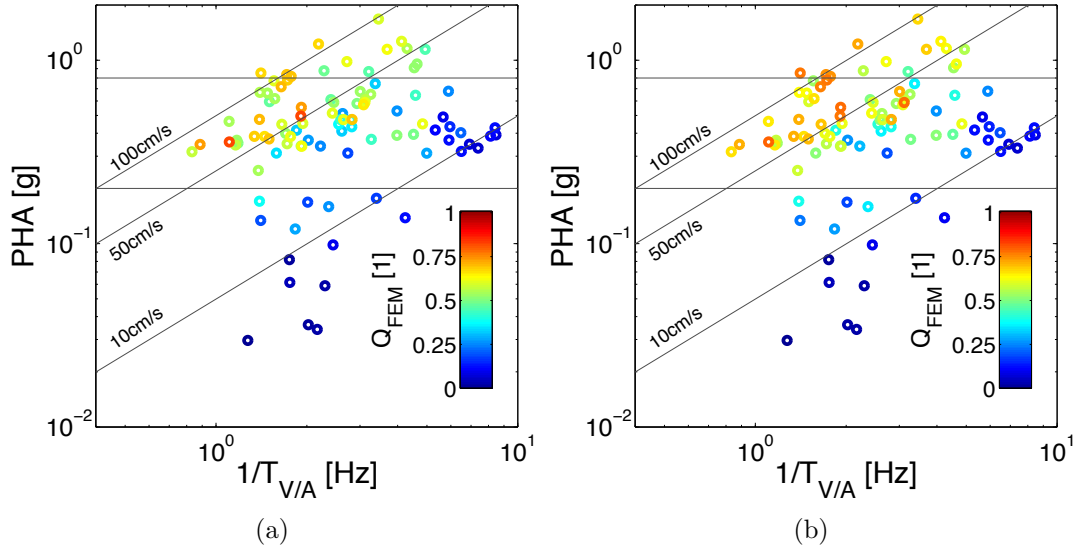 10^0
10^-1
10^-2
PHA [g]
100cm/s
50cm/s
10cm/s
Q_FEM [1]
1
0.75
0.5
0.25
0
10^0
10^1
1/T_V/A [Hz]
(a)
10^0
10^-1
10^-2
PHA [g]
100cm/s
50cm/s
10cm/s
Q_FEM [1]
1
0.75
0.5
0.25
0
10^0
10^1
1/T_V/A [Hz]
(b)